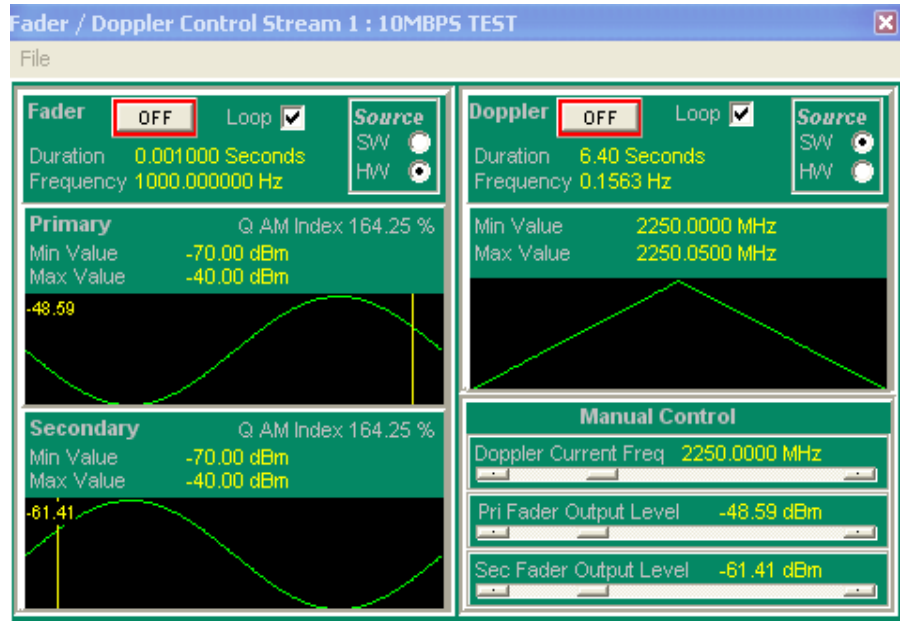 Fader / Doppler Control Stream 1 : 10MBPS TEST
File
Fader OFF Loop Source
SW
HW
Duration 0.001000 Seconds
Frequency 1000.000000 Hz
Primary Q AM Index 164.25 %
Min Value -70.00 dBm
Max Value -40.00 dBm
-48.59
Secondary Q AM Index 164.25 %
Min Value -70.00 dBm
Max Value -40.00 dBm
-61.41
Doppler OFF Loop Source
SW
HW
Duration 6.40 Seconds
Frequency 0.1563 Hz
Min Value 2250.0000 MHz
Max Value 2250.0500 MHz
Manual Control
Doppler Current Freq 2250.0000 MHz
Pri Fader Output Level -48.59 dBm
Sec Fader Output Level -61.41 dBm